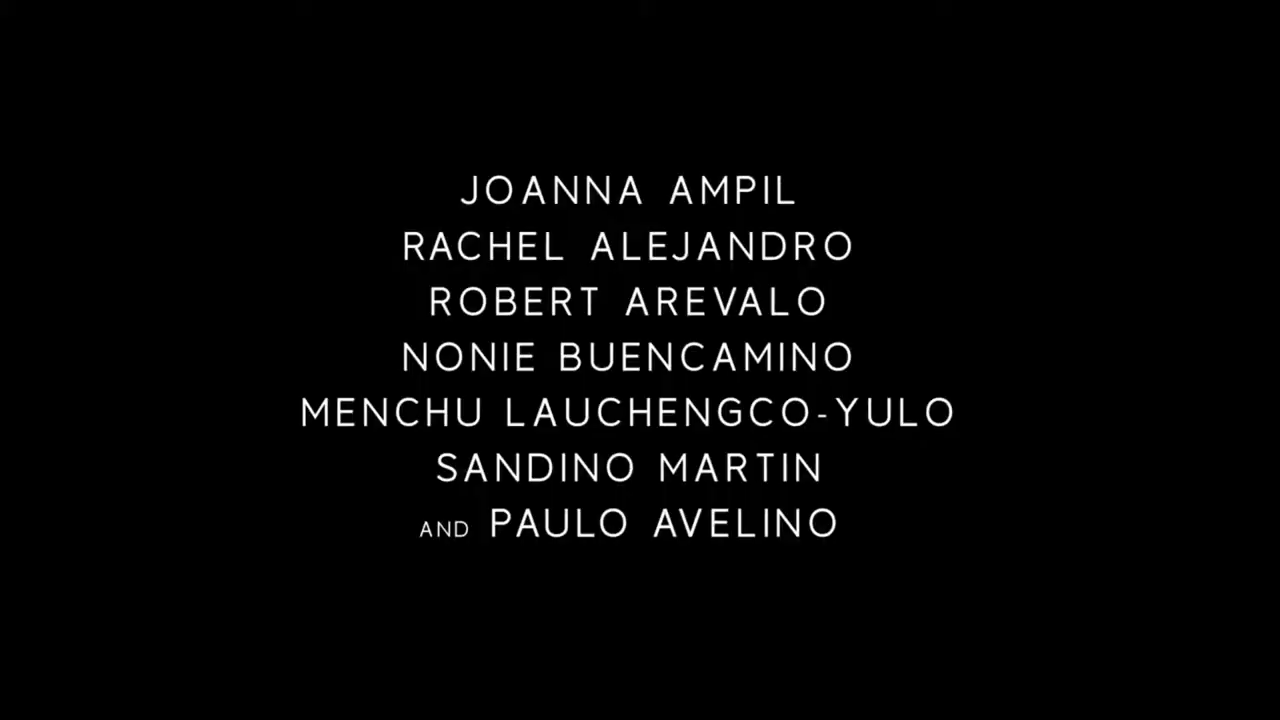 JOANNA AMPIL
RACHEL ALEJANDRO
ROBERT AREVALO
NONIE BUENCAMINO
MENCHU LAUCHENGCO-YULO
SANDINO MARTIN
AND PAULO AVELINO